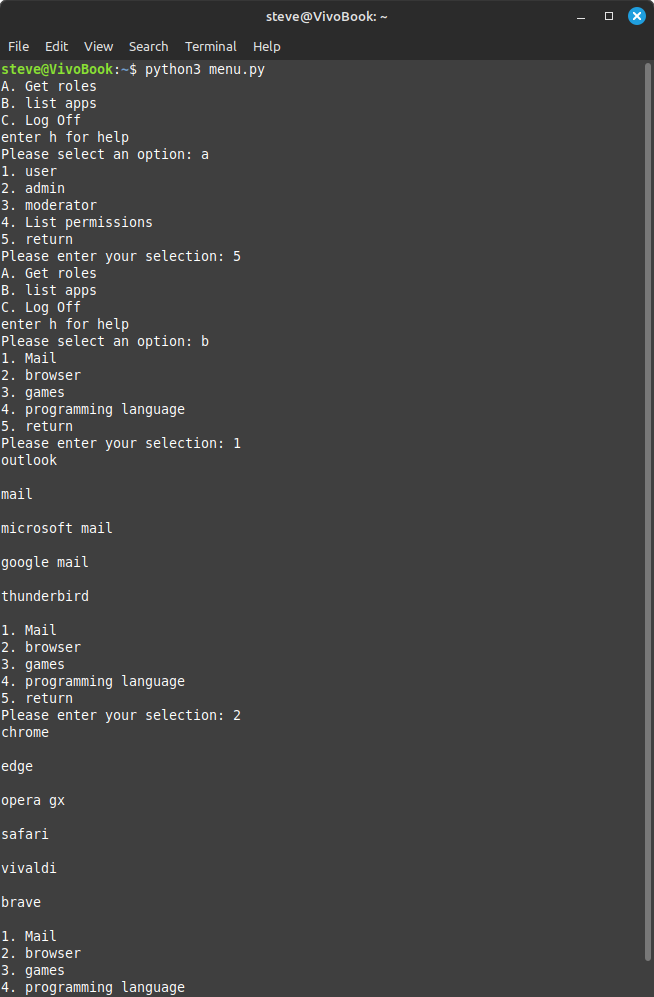 steve@VivoBook: ~
File Edit View Search Terminal Help
steve@VivoBook:~$ python3 menu.py
A. Get roles
B. list apps
C. Log Off
enter h for help
Please select an option: a
1. user
2. admin
3. moderator
4. List permissions
5. return
Please enter your selection: 5
A. Get roles
B. list apps
C. Log Off
enter h for help
Please select an option: b
1. Mail
2. browser
3. games
4. programming language
5. return
Please enter your selection: 1
outlook
mail
microsoft mail
google mail
thunderbird
1. Mail
2. browser
3. games
4. programming language
5. return
Please enter your selection: 2
chrome
edge
opera gx
safari
vivaldi
brave
1. Mail
2. browser
3. games
4. programming language